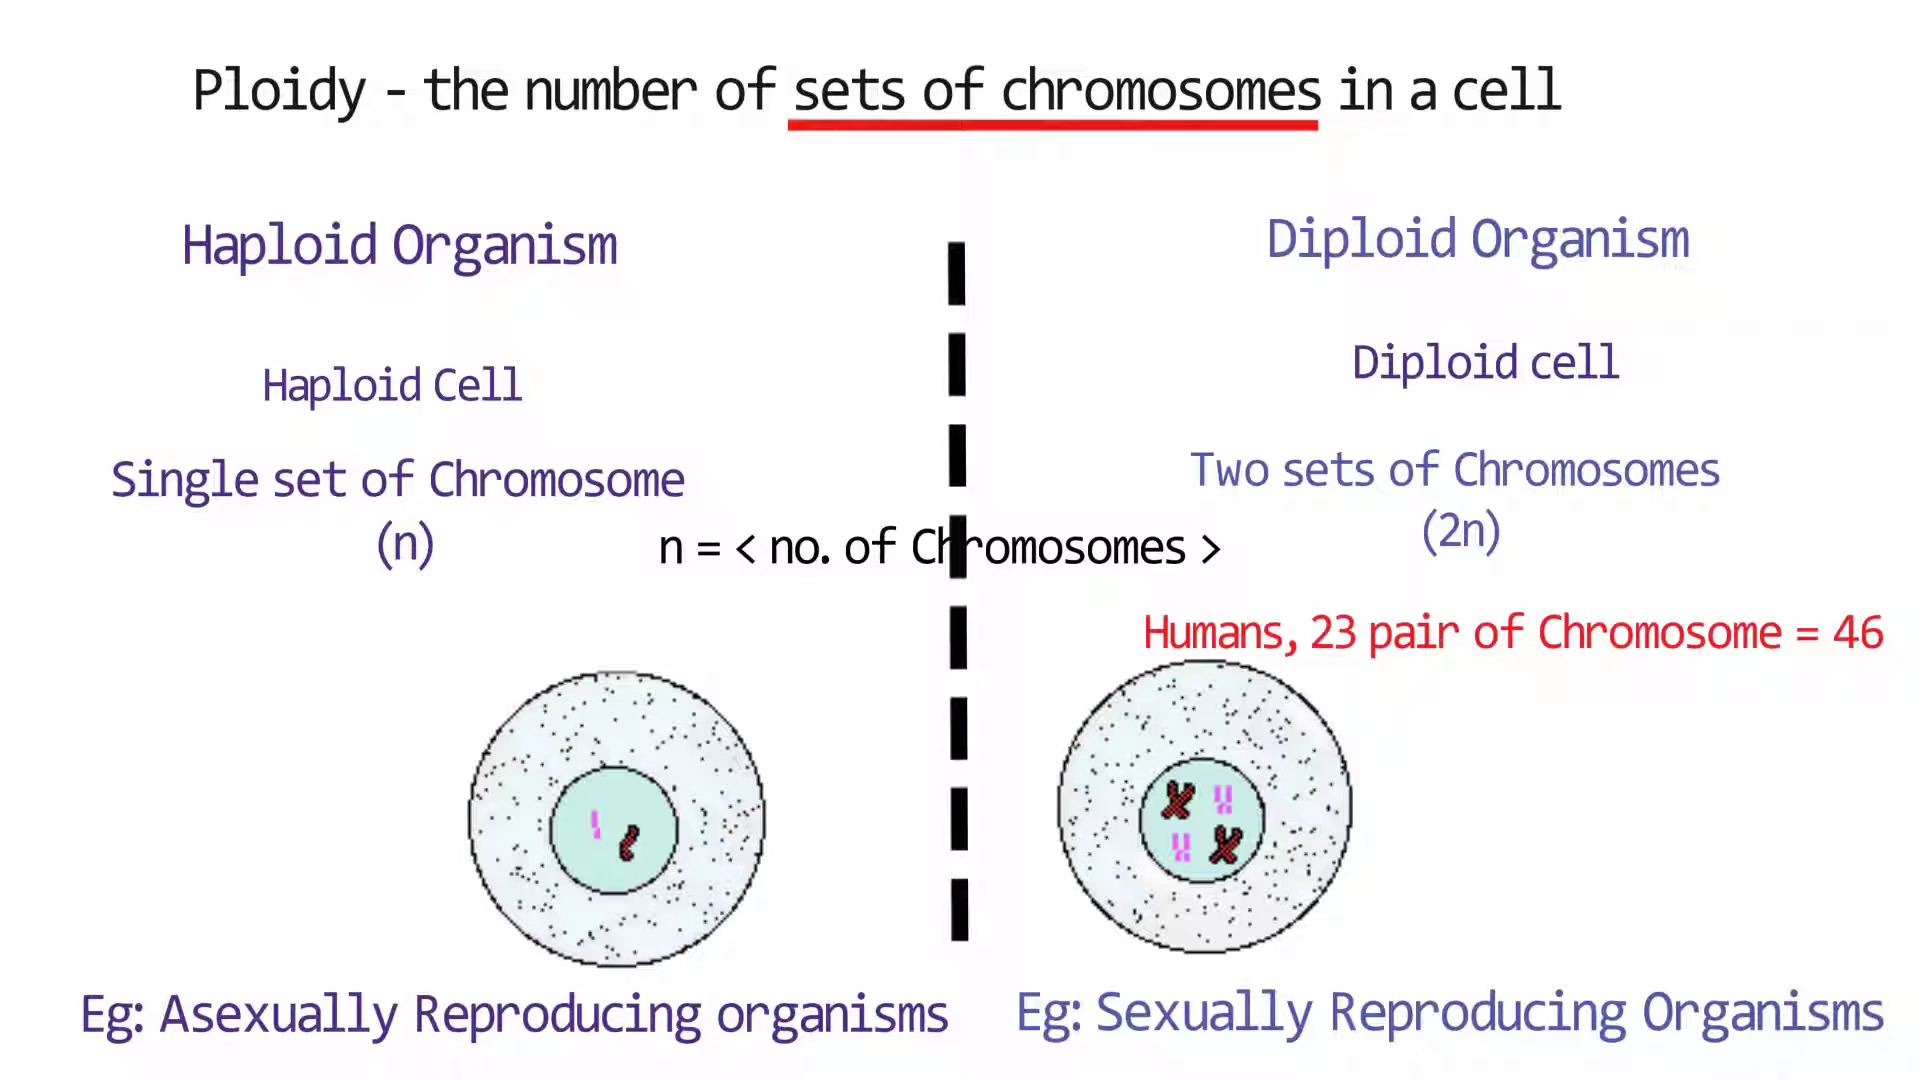 Ploidy - the number of sets of chromosomes in a cell
Haploid Organism
Haploid Cell
Single set of Chromosome
(n)
n = < no. of Chromosomes >
Diploid Organism
Diploid cell
Two sets of Chromosomes
(2n)
Humans, 23 pair of Chromosome = 46
Eg: Asexually Reproducing organisms
Eg: Sexually Reproducing Organisms